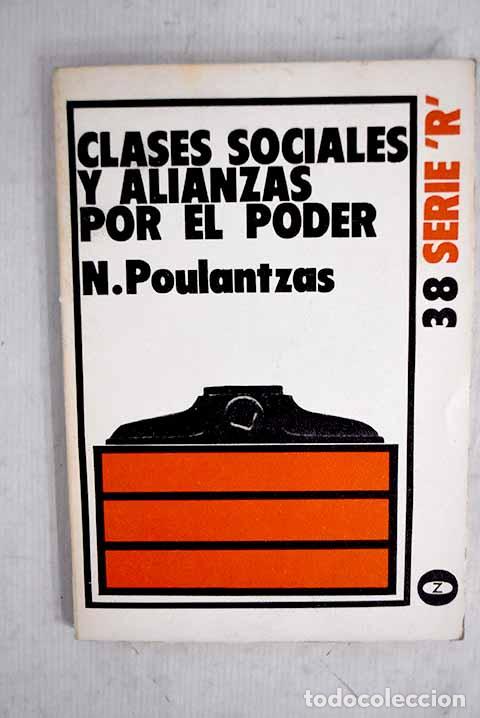 CLASES SOCIALES
Y ALIANZAS
POR EL PODER
N.Poulantzas
38 SERIE 'R'
Z
todocoleccion